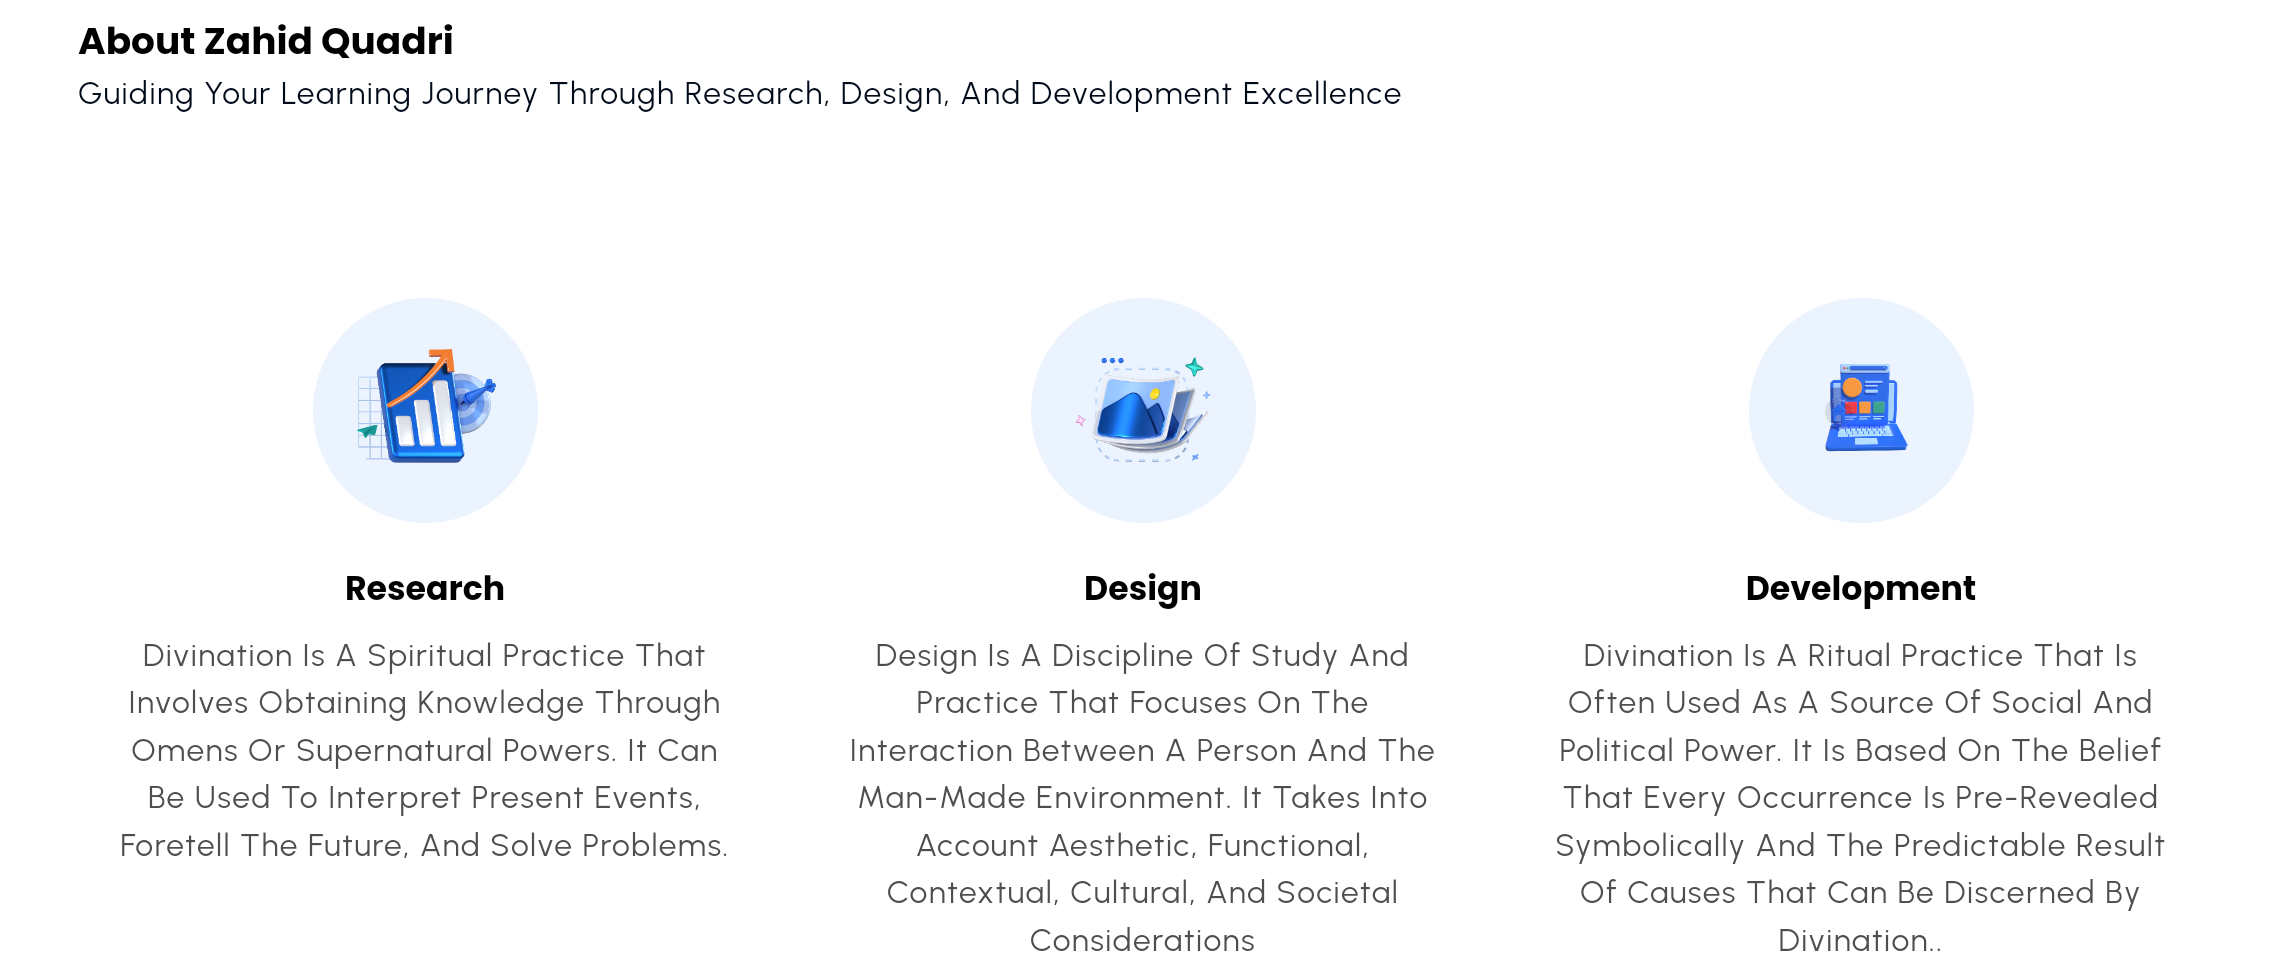 About Zahid Quadri
Guiding Your Learning Journey Through Research, Design, And Development Excellence
Research
Divination Is A Spiritual Practice That
Involves Obtaining Knowledge Through
Omens Or Supernatural Powers. It Can
Be Used To Interpret Present Events,
Foretell The Future, And Solve Problems.
Design
Design Is A Discipline Of Study And
Practice That Focuses On The
Interaction Between A Person And The
Man-Made Environment. It Takes Into
Account Aesthetic, Functional,
Contextual, Cultural, And Societal
Considerations
Development
Divination Is A Ritual Practice That Is
Often Used As A Source Of Social And
Political Power. It Is Based On The Belief
That Every Occurrence Is Pre-Revealed
Symbolically And The Predictable Result
Of Causes That Can Be Discerned By
Divination..